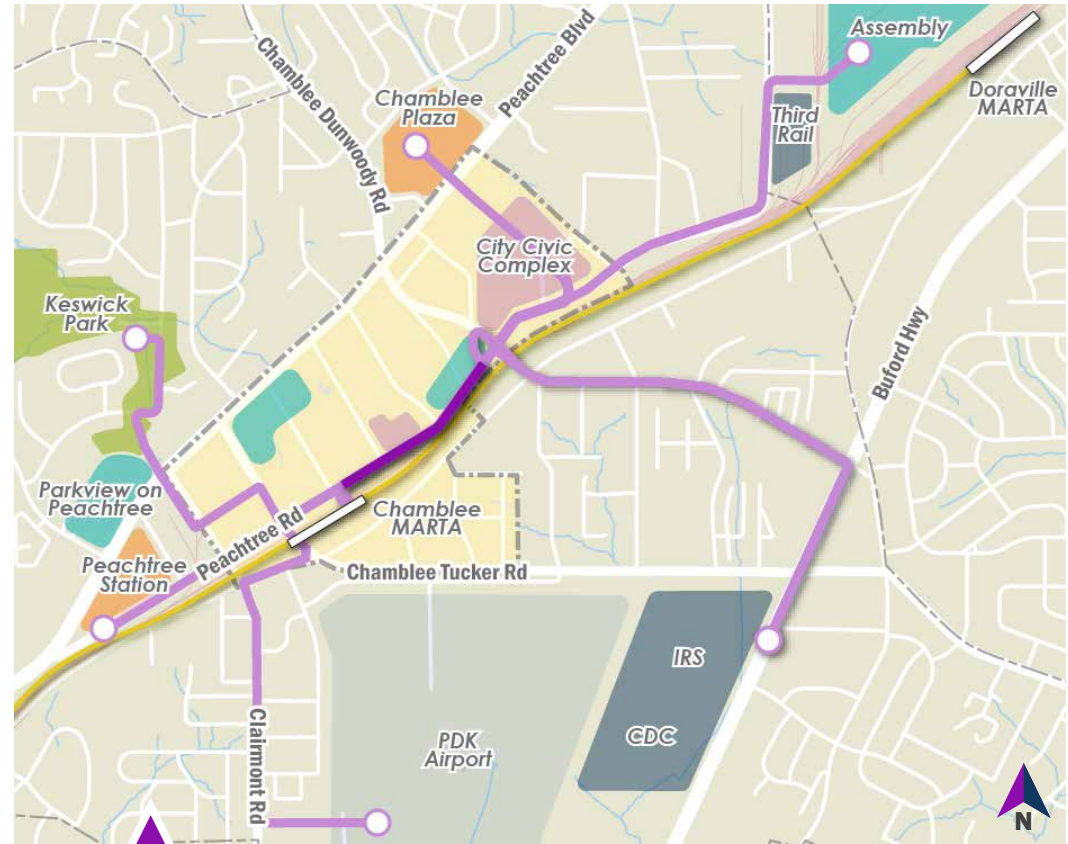 Assembly
Peachtree Blvd
Chamblee Dunwoody Rd
Chamblee
Plaza
Doraville
MARTA
Third
Rail
City Civic
Complex
Keswick
Park
Buford Hwy
Parkview on
Peachtree
Chamblee
MARTA
Peachtree Rd
Peachtree
Station
Chamblee Tucker Rd
IRS
CDC
PDK
Airport
Clairmont Rd
N